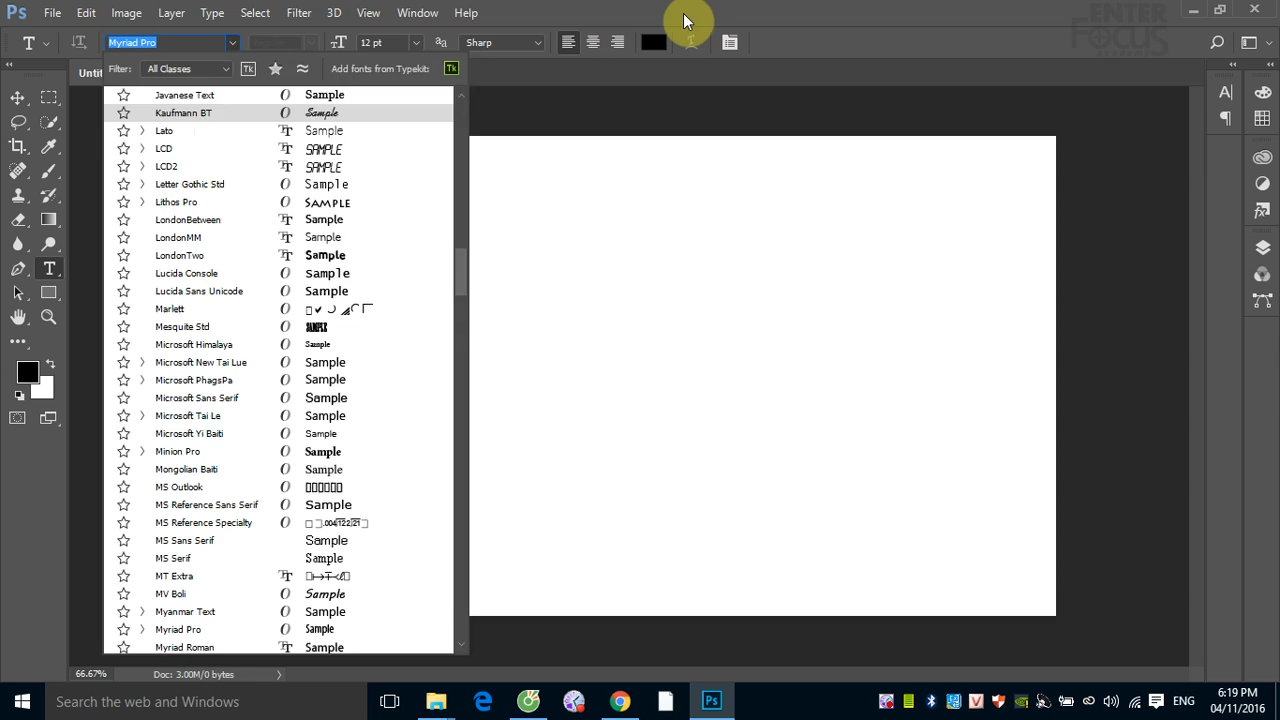 Ps File Edit Image Layer Type Select Filter 3D View Window Help
ENTER
FOCUS
T Myriad Pro 12 pt aa Sharp
Filter: All Classes Tk Add fonts from Typekit: Tk
Javanese Text O Sample
Kaufmann BT O Sample
Lato Sample
LCD SAMPLE
LCD2 SAMPLE
Letter Gothic Std O Sample
Lithos Pro O SAMPLE
LondonBetween Sample
LondonMM Sample
LondonTwo Sample
Lucida Console O Sample
Lucida Sans Unicode O Sample
Marlett O
Mesquite Std O SAMPLE
Microsoft Himalaya O Sample
Microsoft New Tai Lue O Sample
Microsoft PhagsPa O Sample
Microsoft Sans Serif O Sample
Microsoft Tai Le O Sample
Microsoft Yi Baiti O Sample
Minion Pro O Sample
Mongolian Baiti O Sample
MS Outlook O
MS Reference Sans Serif O Sample
MS Reference Specialty O
MS Sans Serif Sample
MS Serif Sample
MT Extra
MV Boli O Sample
Myanmar Text O Sample
Myriad Pro O Sample
Myriad Roman Sample
66.67% Doc: 3.00M/0 bytes
Search the web and Windows Ps ENG 6:19 PM
04/11/2016